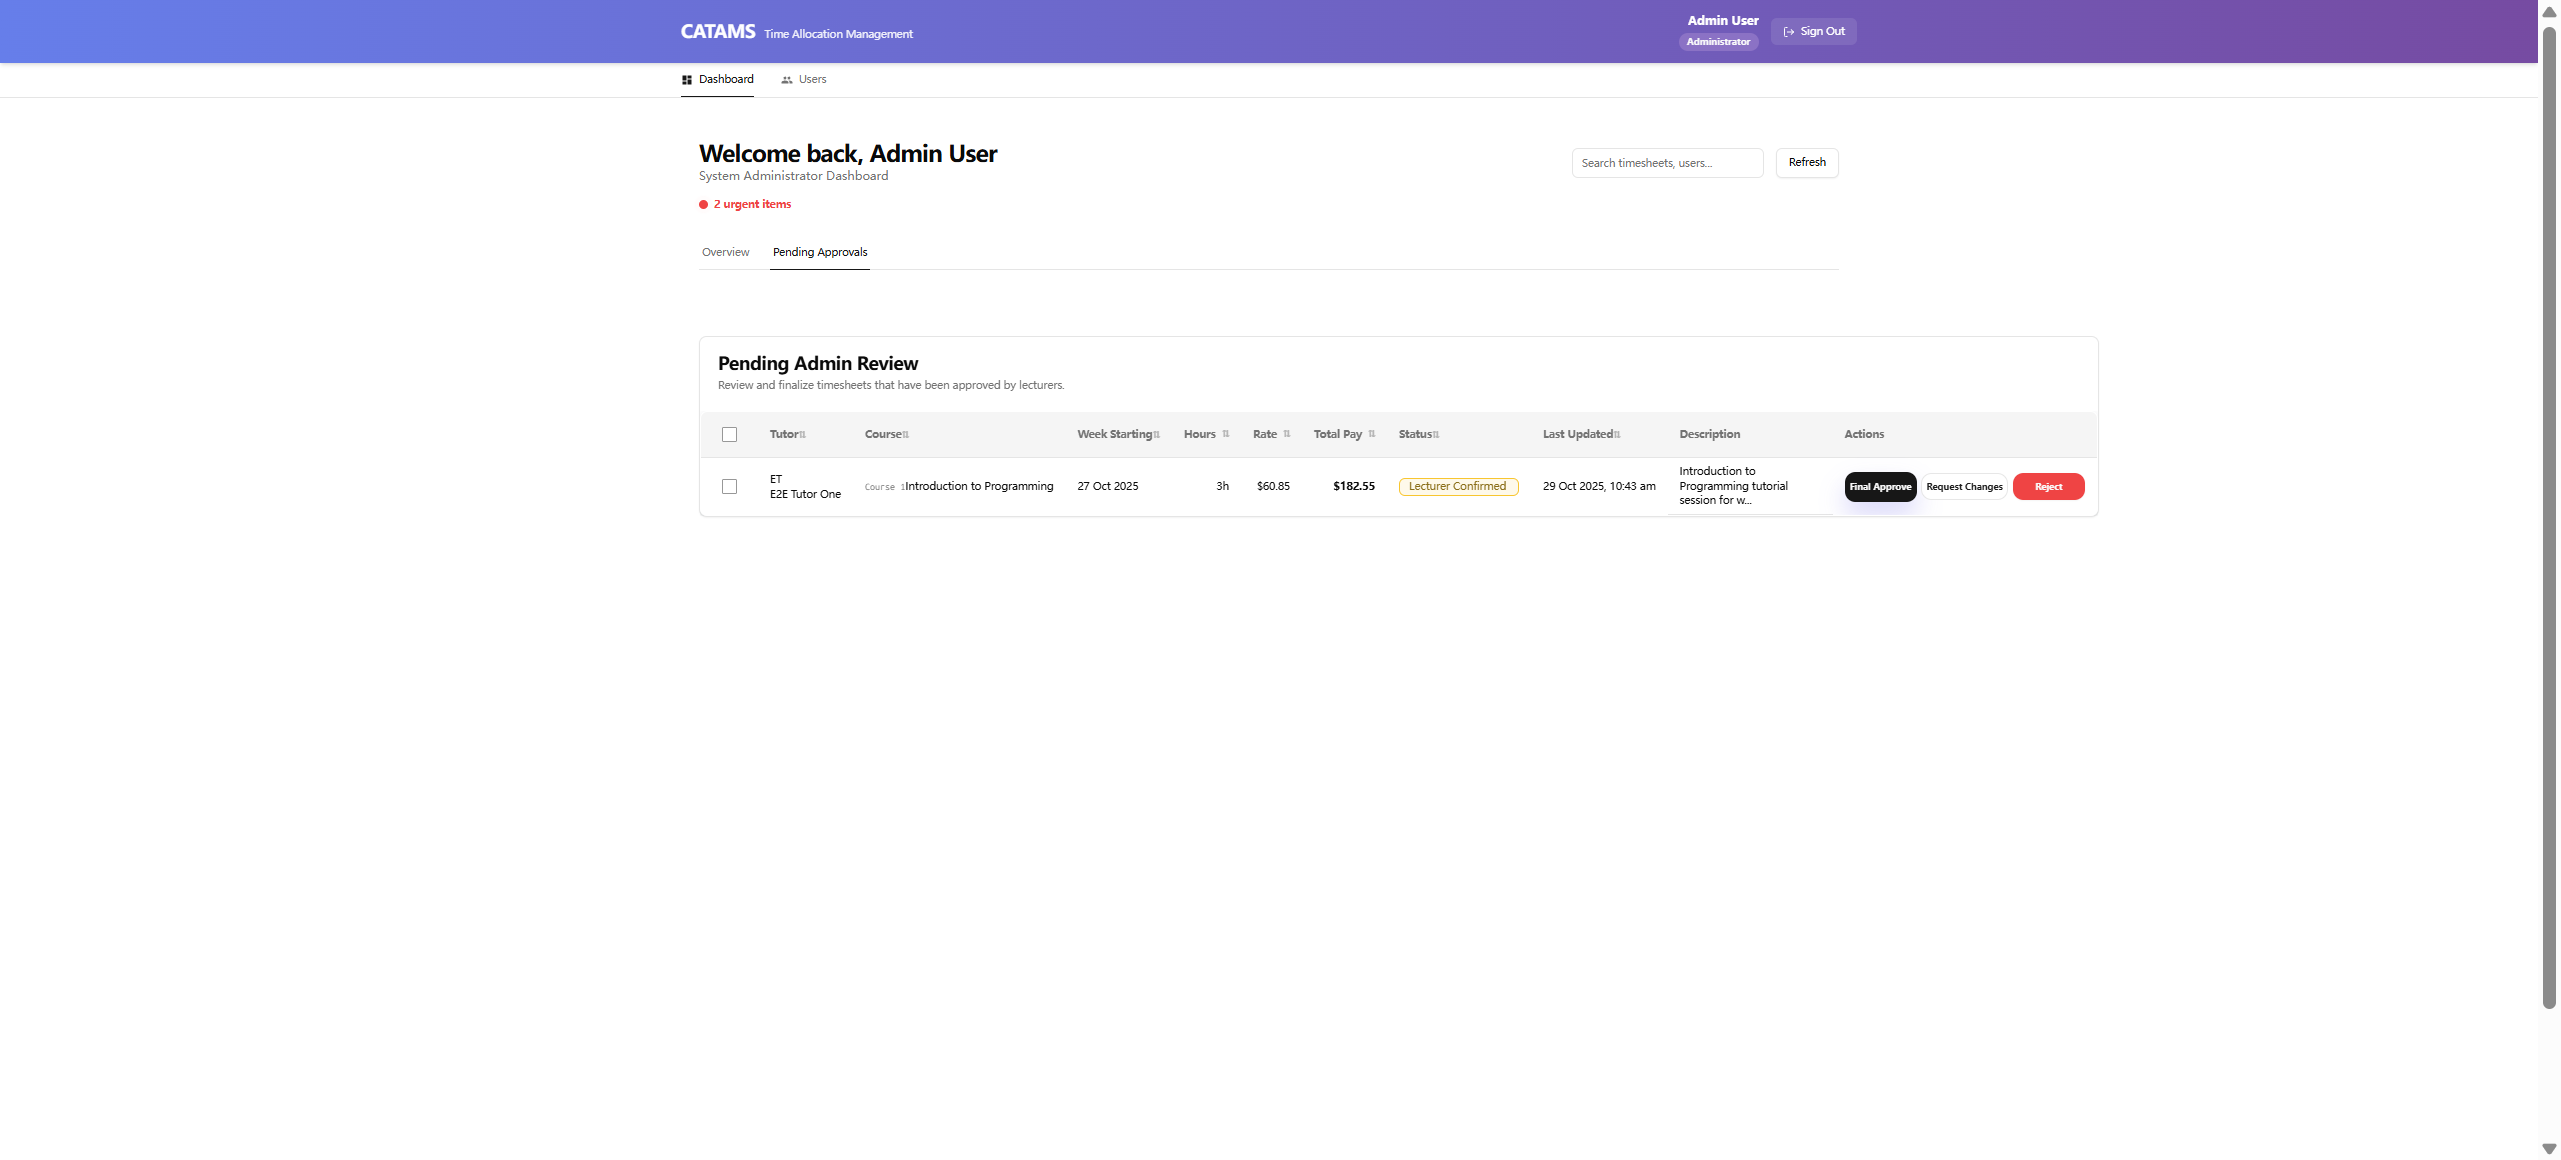 CATAMS Time Allocation Management
Admin User
Administrator
Sign Out
Dashboard
Users
Welcome back, Admin User
System Administrator Dashboard
Search timesheets, users...
Refresh
2 urgent items
Overview
Pending Approvals
Pending Admin Review
Review and finalize timesheets that have been approved by lecturers.
Tutor Course Week Starting Hours Rate Total Pay Status Last Updated Description Actions
ET
E2E Tutor One
Course 1 Introduction to Programming
27 Oct 2025
3h
$60.85
$182.55
Lecturer Confirmed
29 Oct 2025, 10:43 am
Introduction to
Programming tutorial
session for w...
Final Approve
Request Changes
Reject